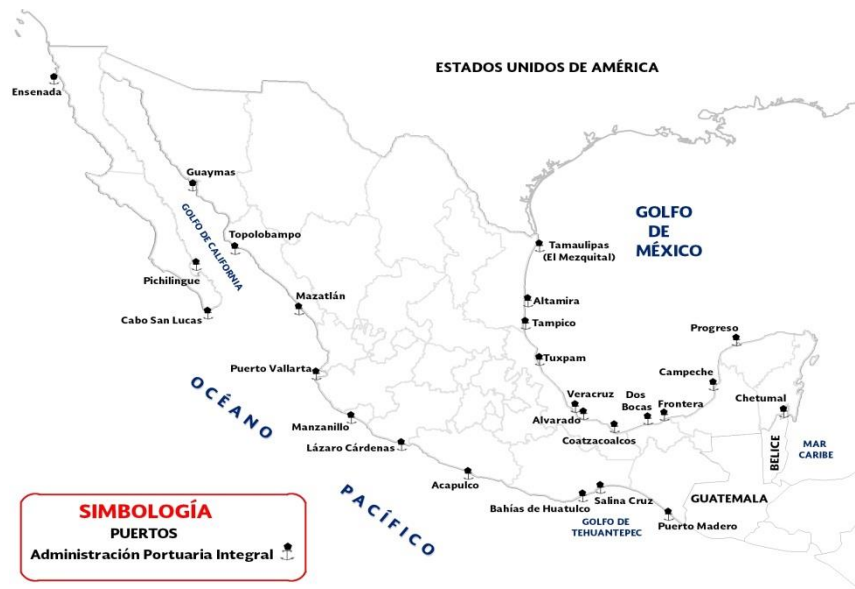 ESTADOS UNIDOS DE AMÉRICA
Ensenada
Guaymas
GOLFO DE CALIFORNIA
Topolobampo
Pichilingue
Cabo San Lucas
Mazatlán
GOLFO
DE
MÉXICO
Tamaulipas
(El Mezquital)
Altamira
Tampico
Tuxpam
Progreso
Campeche
Puerto Vallarta
Veracruz
Dos
Bocas
Frontera
Chetumal
Alvarado
Coatzacoalcos
OCÉANO
PACÍFICO
Manzanillo
Lázaro Cárdenas
Acapulco
BELICE
MAR
CARIBE
Bahías de Huatulco
Salina Cruz
GUATEMALA
GOLFO DE
TEHUANTEPEC
Puerto Madero
SIMBOLOGÍA
PUERTOS
Administración Portuaria Integral